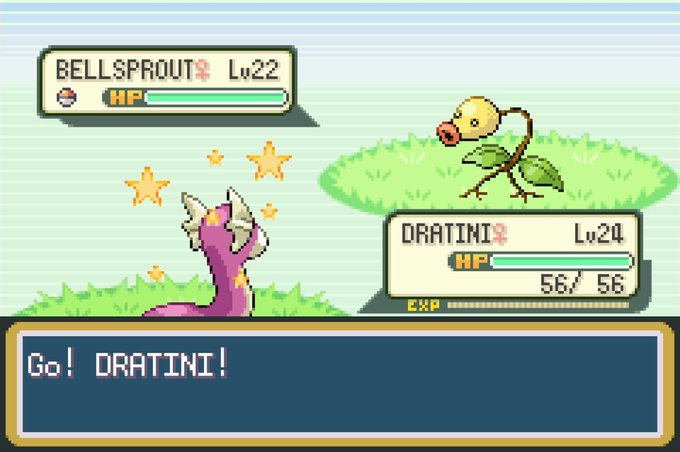 BELLSPROUT♀ Lv22
HP
DRATINI♀ Lv24
HP
56/ 56
EXP
Go! DRATINI!